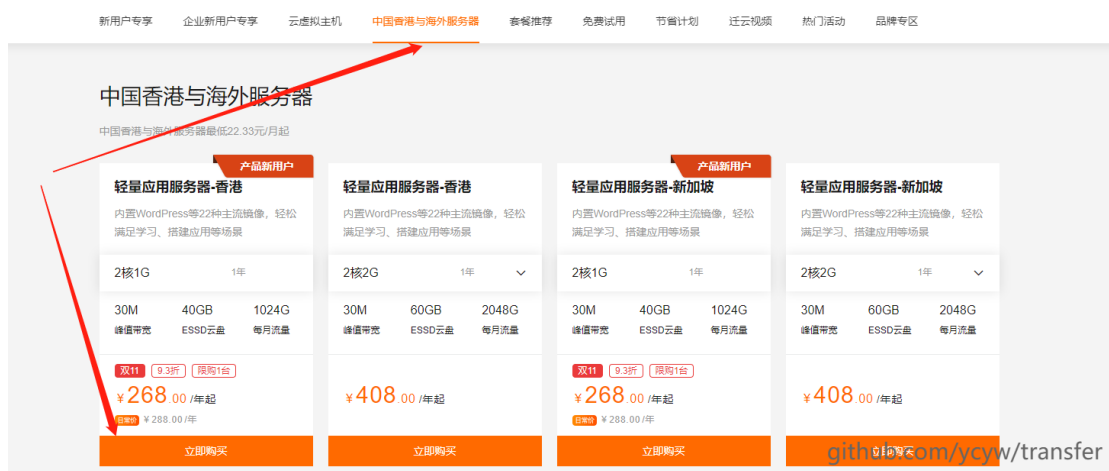 新用户专享 企业新用户专享 云虚拟主机 中国香港与海外服务器 套餐推荐 免费试用 节省计划 迁云视频 热门活动 品牌专区
中国香港与海外服务器
中国香港与海外服务器最低22.33元/月起
产品新用户 产品新用户
轻量应用服务器-香港 轻量应用服务器-香港 轻量应用服务器-新加坡 轻量应用服务器-新加坡
内置WordPress等22种主流镜像，轻松 内置WordPress等22种主流镜像，轻松 内置WordPress等22种主流镜像，轻松 内置WordPress等22种主流镜像，轻松
满足学习、搭建应用等场景 满足学习、搭建应用等场景 满足学习、搭建应用等场景 满足学习、搭建应用等场景
2核1G 1年 2核2G 1年 2核1G 1年 2核2G 1年
30M 40GB 1024G 30M 60GB 2048G 30M 40GB 1024G 30M 60GB 2048G
峰值带宽 ESSD云盘 每月流量 峰值带宽 ESSD云盘 每月流量 峰值带宽 ESSD云盘 每月流量 峰值带宽 ESSD云盘 每月流量
双11 9.3折 限购1台 双11 9.3折 限购1台
¥268.00 /年起 ¥408.00 /年起 ¥268.00 /年起 ¥408.00 /年起
日常价 ¥288.00/年 日常价 ¥288.00/年
立即购买 立即购买 立即购买 立即购买
github.com/ycyw/transfer